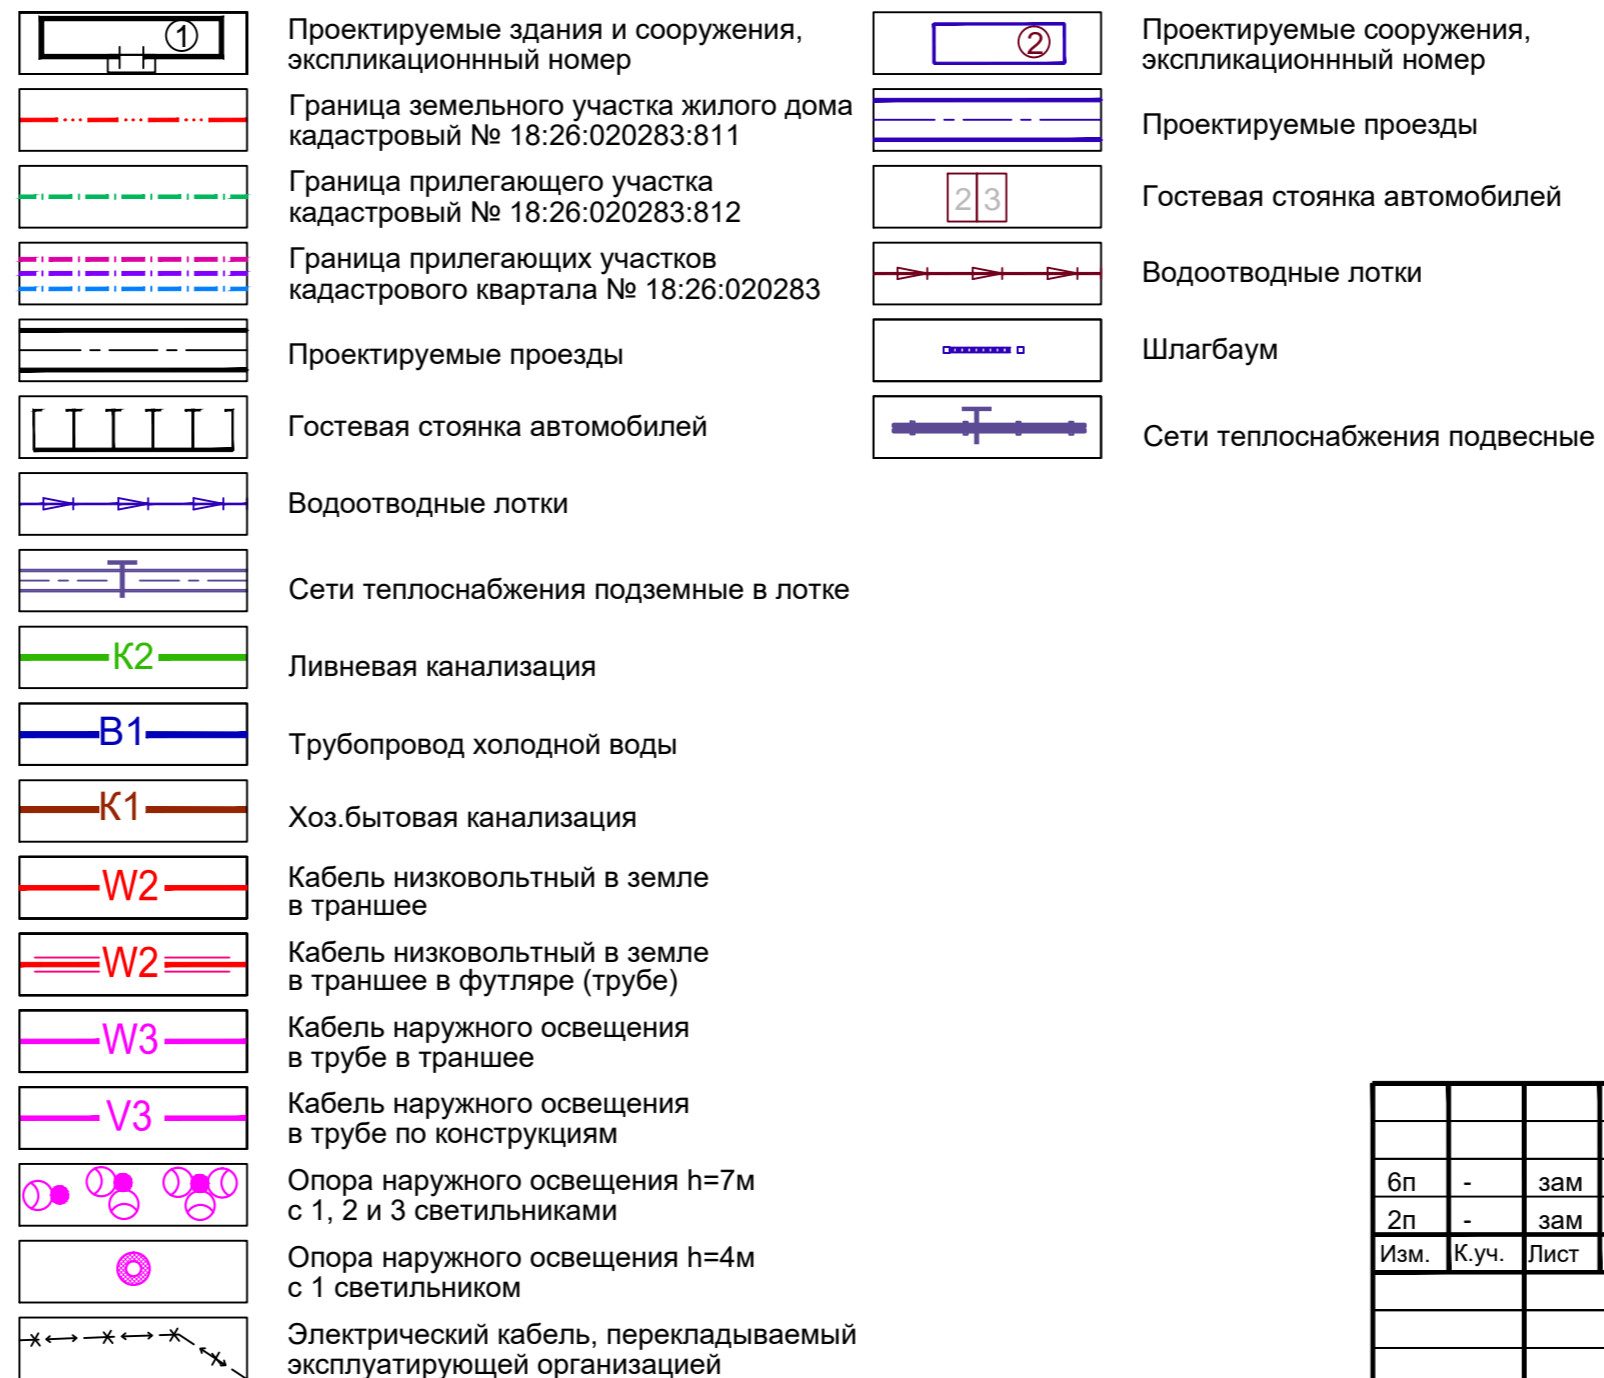 1
Проектируемые здания и сооружения,
экспликационнный номер
Граница земельного участка жилого дома
кадастровый № 18:26:020283:811
Граница прилегающего участка
кадастровый № 18:26:020283:812
Граница прилегающих участков
кадастрового квартала № 18:26:020283
Проектируемые проезды
Гостевая стоянка автомобилей
Водоотводные лотки
Сети теплоснабжения подземные в лотке
К2
Ливневая канализация
В1
Трубопровод холодной воды
К1
Хоз.бытовая канализация
W2
Кабель низковольтный в земле
в траншее
W2
Кабель низковольтный в земле
в траншее в футляре (трубе)
W3
Кабель наружного освещения
в трубе в траншее
V3
Кабель наружного освещения
в трубе по конструкциям
Опора наружного освещения h=7м
с 1, 2 и 3 светильниками
Опора наружного освещения h=4м
с 1 светильником
Электрический кабель, перекладываемый
эксплуатирующей организацией
2
Проектируемые сооружения,
экспликационнный номер
Проектируемые проезды
2 3
Гостевая стоянка автомобилей
Водоотводные лотки
Шлагбаум
Сети теплоснабжения подвесные
6п - зам
2п - зам
Изм. К.уч. Лист